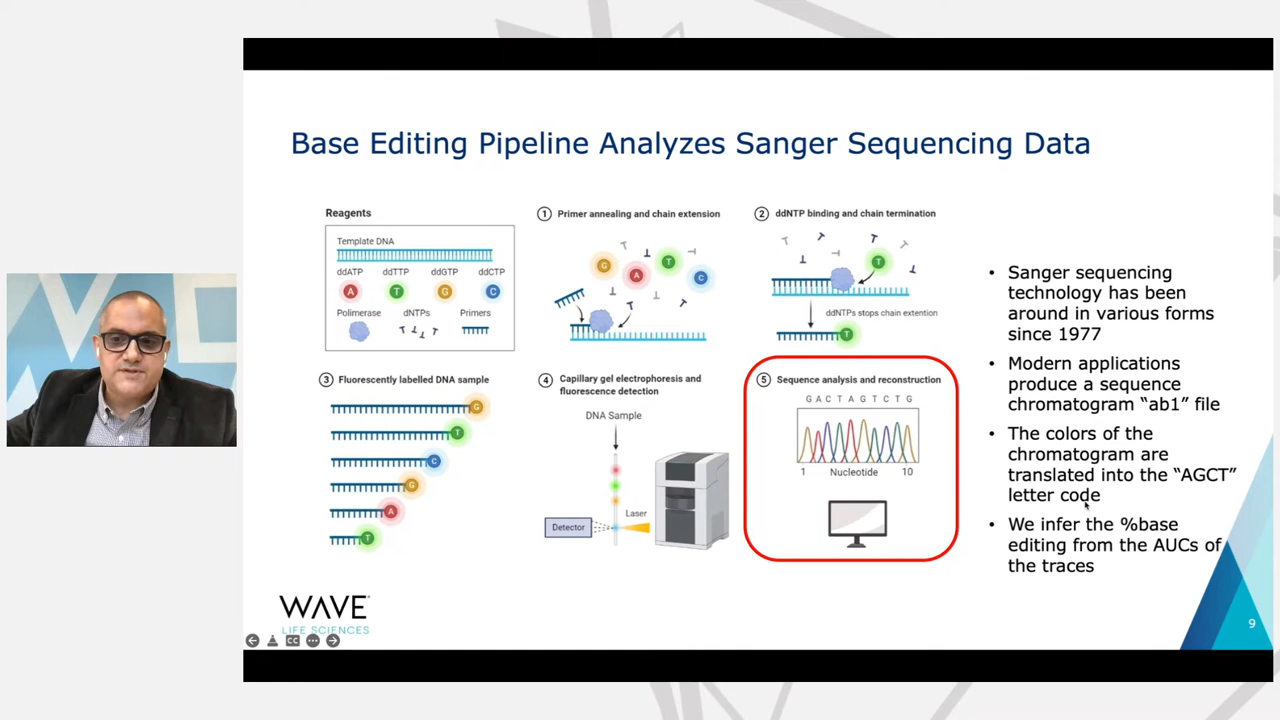 Base Editing Pipeline Analyzes Sanger Sequencing Data
Reagents
Template DNA
ddATP ddTTP ddGTP ddCTP
A T G C
Polimerase dNTPs Primers
1 Primer annealing and chain extension
G A T C
2 ddNTP binding and chain termination
T
ddNTPs stop chain extention
T
3 Fluorescently labelled DNA sample
G
T
C
G
A
T
4 Capillary gel electrophoresis and
fluorescence detection
DNA Sample
Laser
Detector
5 Sequence analysis and reconstruction
G A C T A G T C T G
1 Nucleotide 10
• Sanger sequencing
technology has been
around in various forms
since 1977
• Modern applications
produce a sequence
chromatogram “ab1” file
• The colors of the
chromatogram are
translated into the “AGCT”
letter code
• We infer the %base
editing from the AUCs of
the traces
WAVE
LIFE SCIENCES
CC
9